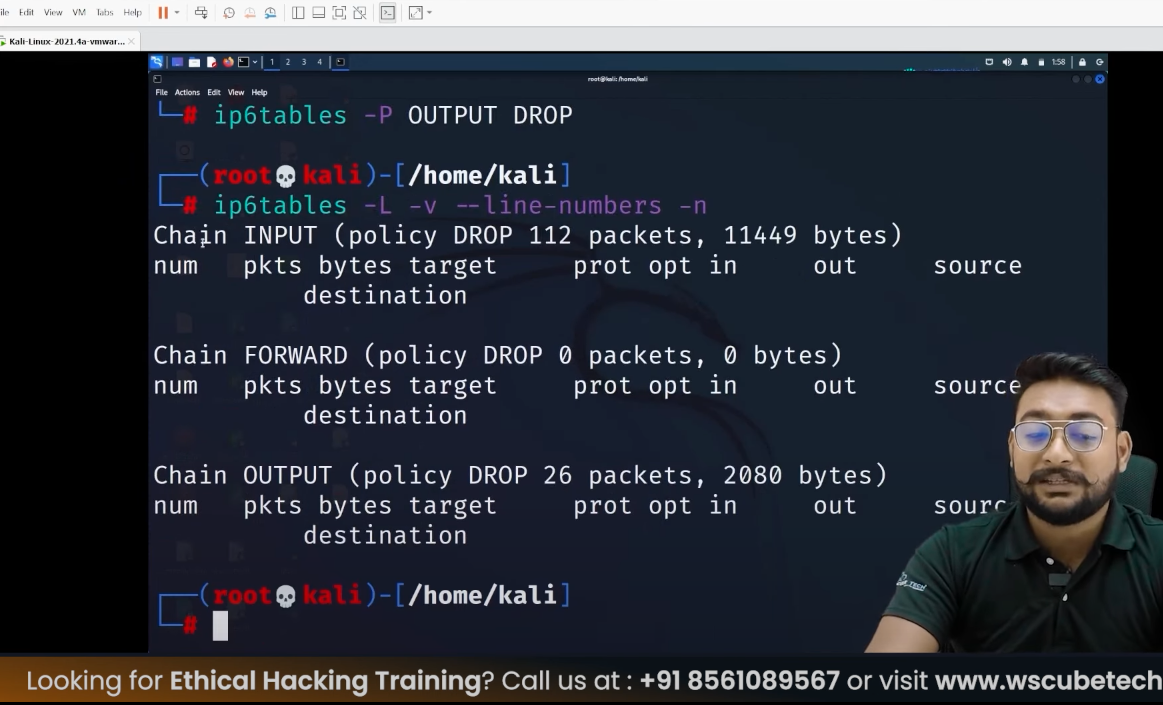 ile Edit View VM Tabs Help
Kali-Linux-2021.4a-vmwar...
1 2 3 4
1:58
root@kali: /home/kali
File Actions Edit View Help
└─# ip6tables -P OUTPUT DROP
┌──(root💀kali)-[/home/kali]
└─# ip6tables -L -v --line-numbers -n
Chain INPUT (policy DROP 112 packets, 11449 bytes)
num pkts bytes target prot opt in out source
destination
Chain FORWARD (policy DROP 0 packets, 0 bytes)
num pkts bytes target prot opt in out source
destination
Chain OUTPUT (policy DROP 26 packets, 2080 bytes)
num pkts bytes target prot opt in out sourc
destination
┌──(root💀kali)-[/home/kali]
└─#
TECH
Looking for Ethical Hacking Training? Call us at : +91 8561089567 or visit www.wscubetech